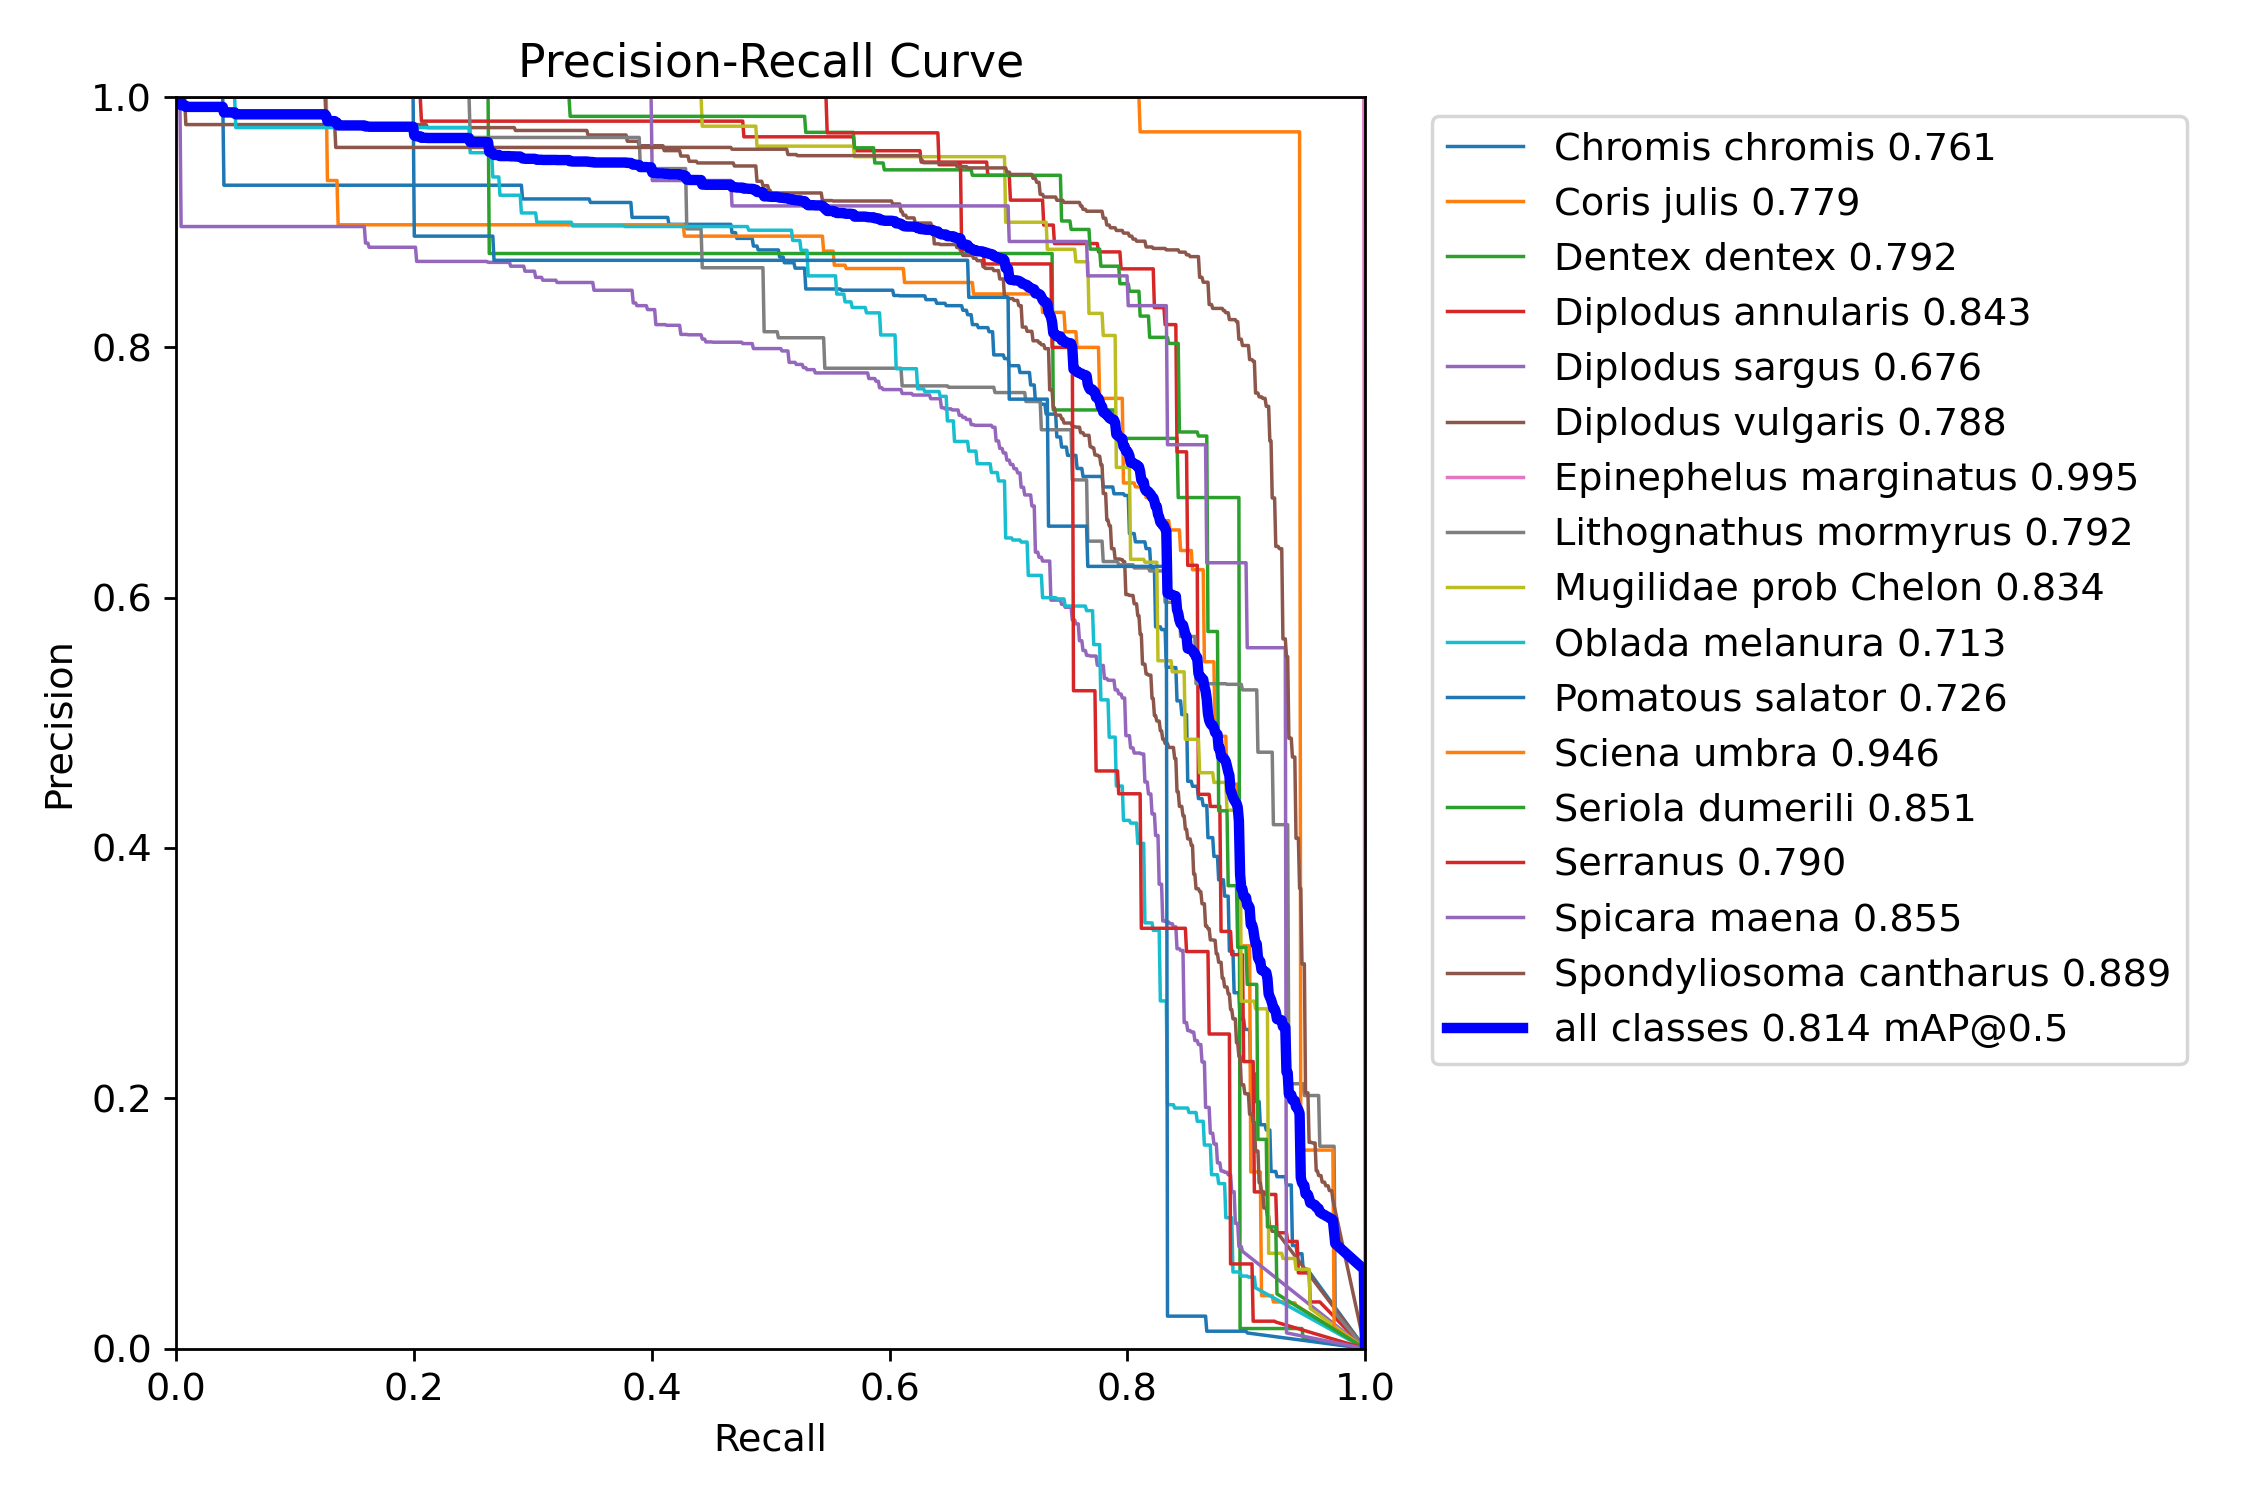 Precision-Recall Curve
1.0
0.8
0.6
0.4
0.2
0.0
Precision
0.0 0.2 0.4 0.6 0.8 1.0
Recall
Chromis chromis 0.761
Coris julis 0.779
Dentex dentex 0.792
Diplodus annularis 0.843
Diplodus sargus 0.676
Diplodus vulgaris 0.788
Epinephelus marginatus 0.995
Lithognathus mormyrus 0.792
Mugilidae prob Chelon 0.834
Oblada melanura 0.713
Pomatous salator 0.726
Sciena umbra 0.946
Seriola dumerili 0.851
Serranus 0.790
Spicara maena 0.855
Spondyliosoma cantharus 0.889
all classes 0.814 mAP@0.5